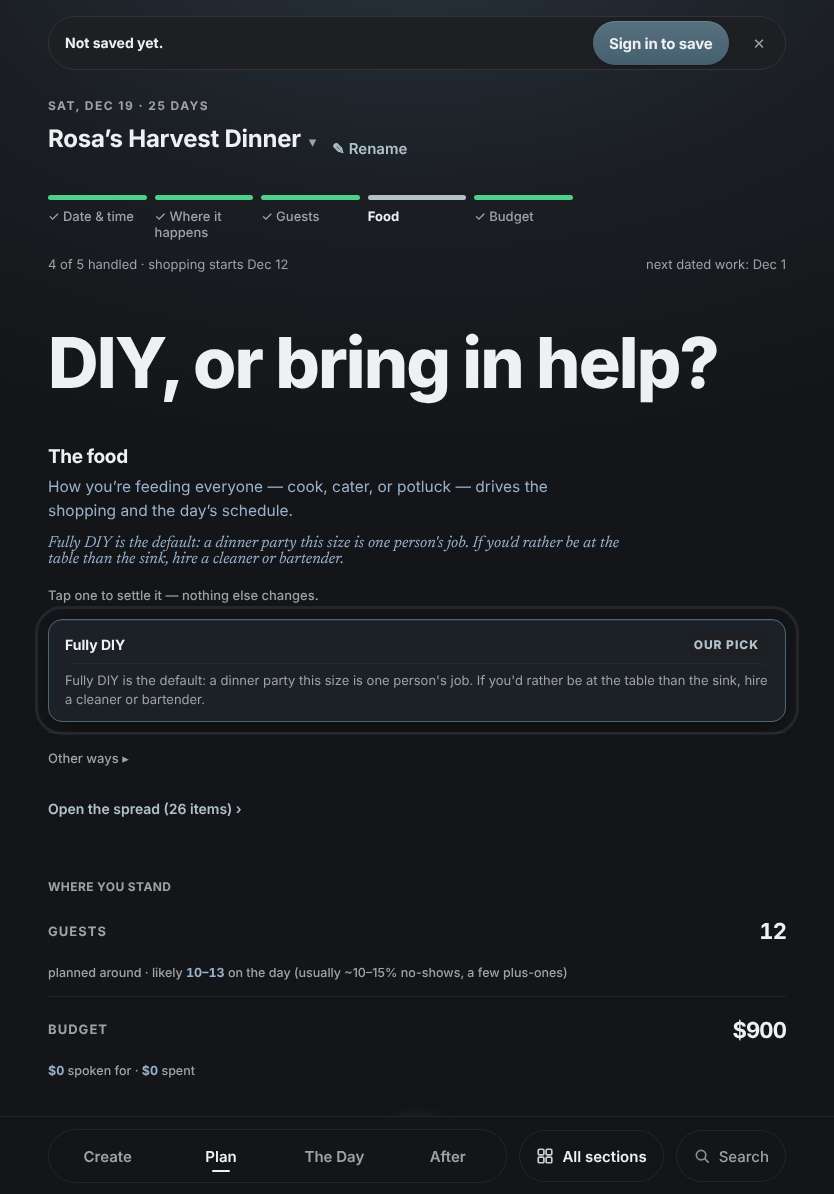 Not saved yet.
Sign in to save ×
SAT, DEC 19 · 25 DAYS
Rosa’s Harvest Dinner ▾ ✎ Rename
✓ Date & time
✓ Where it
happens
✓ Guests
Food
✓ Budget
4 of 5 handled · shopping starts Dec 12
next dated work: Dec 1
DIY, or bring in help?
The food
How you’re feeding everyone — cook, cater, or potluck — drives the
shopping and the day’s schedule.
Fully DIY is the default: a dinner party this size is one person's job. If you'd rather be at the
table than the sink, hire a cleaner or bartender.
Tap one to settle it — nothing else changes.
Fully DIY
OUR PICK
Fully DIY is the default: a dinner party this size is one person's job. If you'd rather be at the table than the sink, hire
a cleaner or bartender.
Other ways ▸
Open the spread (26 items) ›
WHERE YOU STAND
GUESTS
12
planned around · likely 10–13 on the day (usually ~10–15% no-shows, a few plus-ones)
BUDGET
$900
$0 spoken for · $0 spent
Create
Plan
The Day
After
All sections
Search